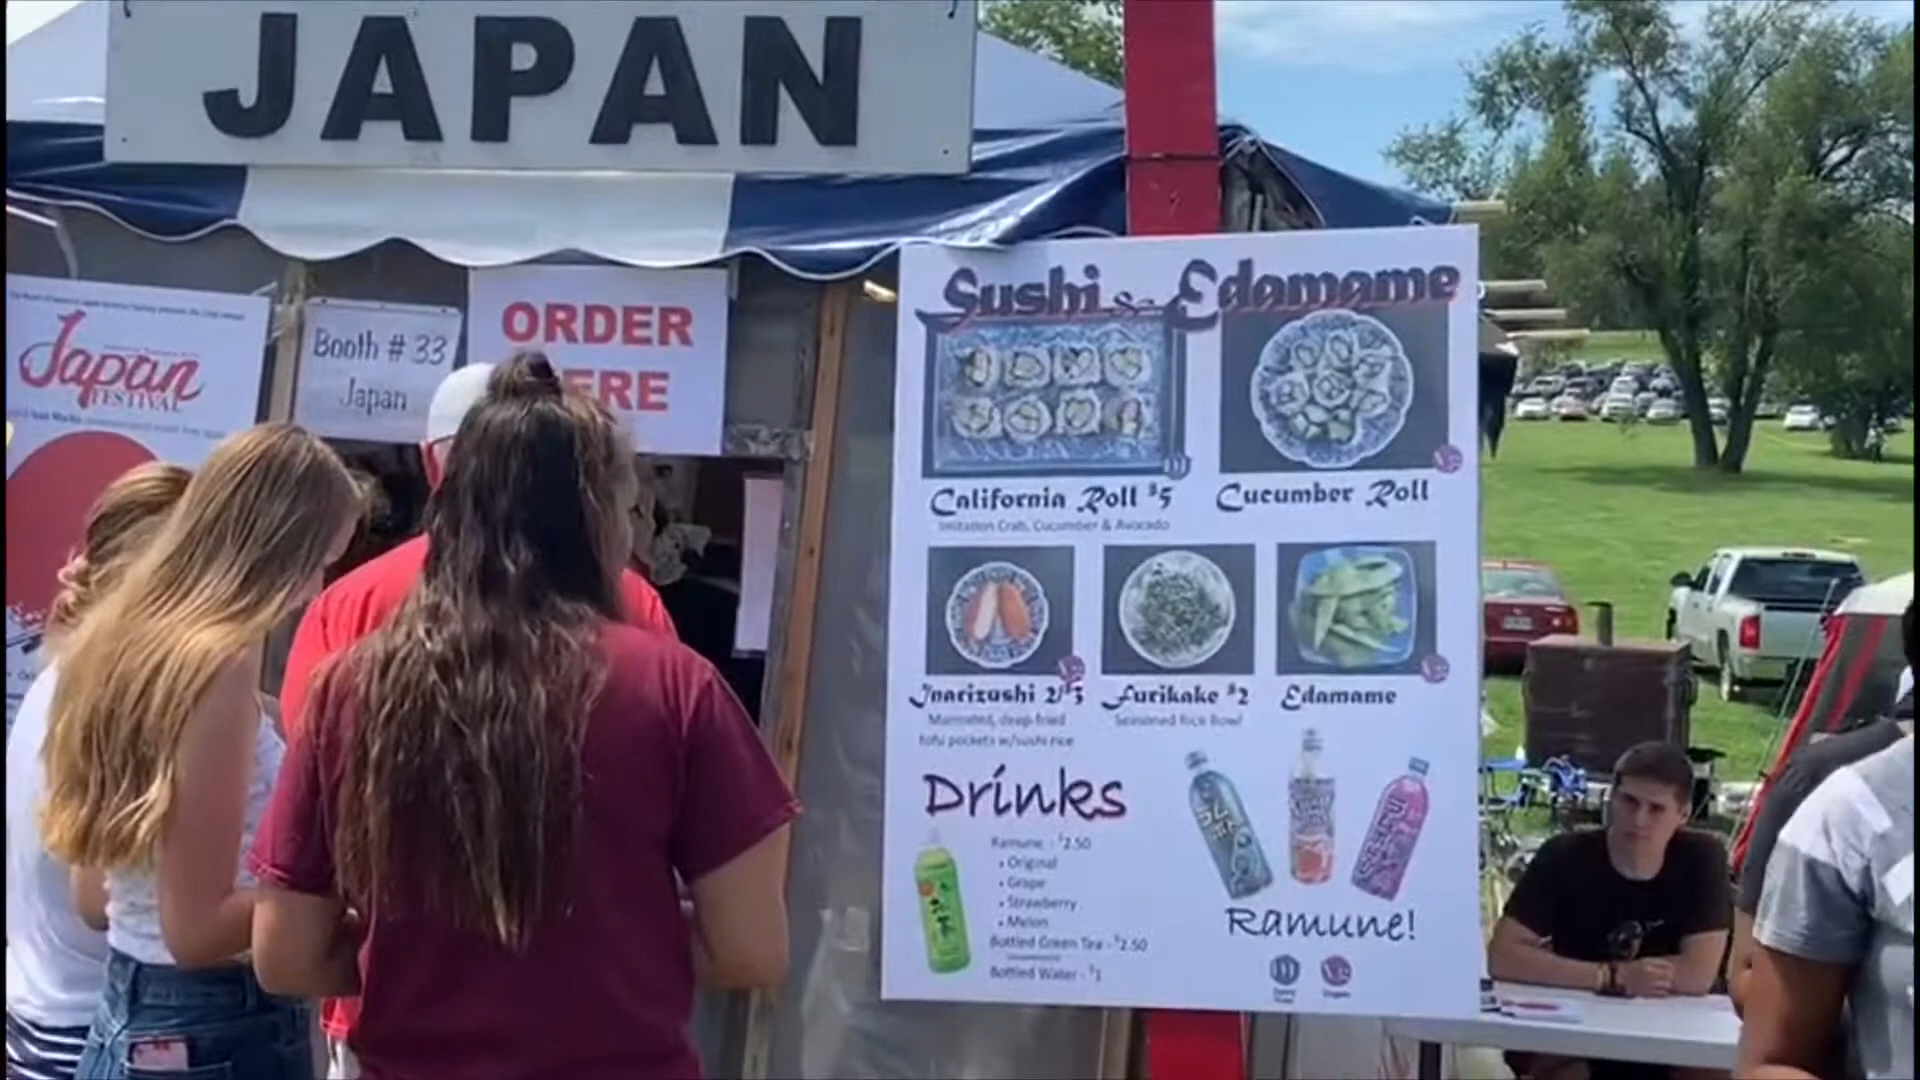 JAPAN
Japan
FESTIVAL
Booth # 33
Japan
ORDER
ERE
Sushi & Edamame
California Roll $5
Imitation Crab, Cucumber & Avocado
Cucumber Roll
Inarizushi 2/$3
Marinated, deep-fried
tofu pockets w/sushi rice
Furikake $2
Seasoned Rice Bowl
Edamame
Drinks
Ramune - $2.50
• Original
• Grape
• Strawberry
• Melon
Bottled Green Tea - $2.50
Bottled Water - $1
Ramune!